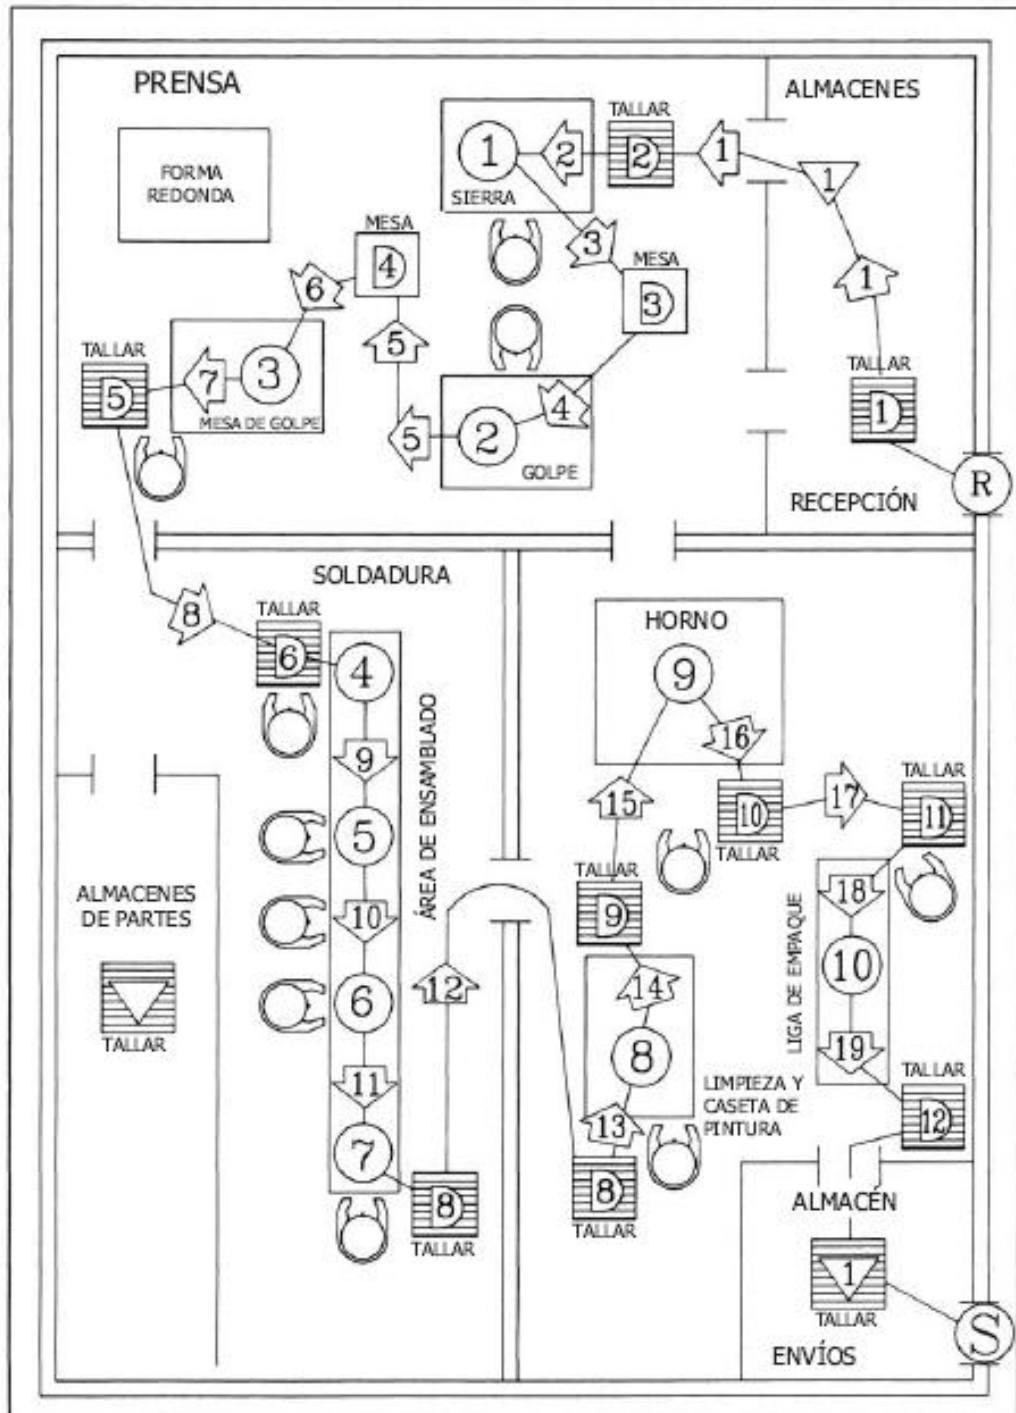 PRENSA
FORMA
REDONDA
1
SIERRA
2
TALLAR
2
1
ALMACENES
1
1
TALLAR
1
R
RECEPCIÓN
3
MESA
3
4
2
GOLPE
5
5
MESA
4
6
3
7
MESA DE GOLPE
TALLAR
5
8
SOLDADURA
TALLAR
6
4
9
5
10
6
11
7
ÁREA DE ENSAMBLADO
8
TALLAR
12
ALMACENES
DE PARTES
TALLAR
8
TALLAR
13
8
14
LIMPIEZA Y
CASETA DE
PINTURA
TALLAR
9
15
HORNO
9
16
10
TALLAR
17
TALLAR
11
18
10
19
LIGA DE EMPAQUE
TALLAR
12
ALMACÉN
1
TALLAR
ENVÍOS
S